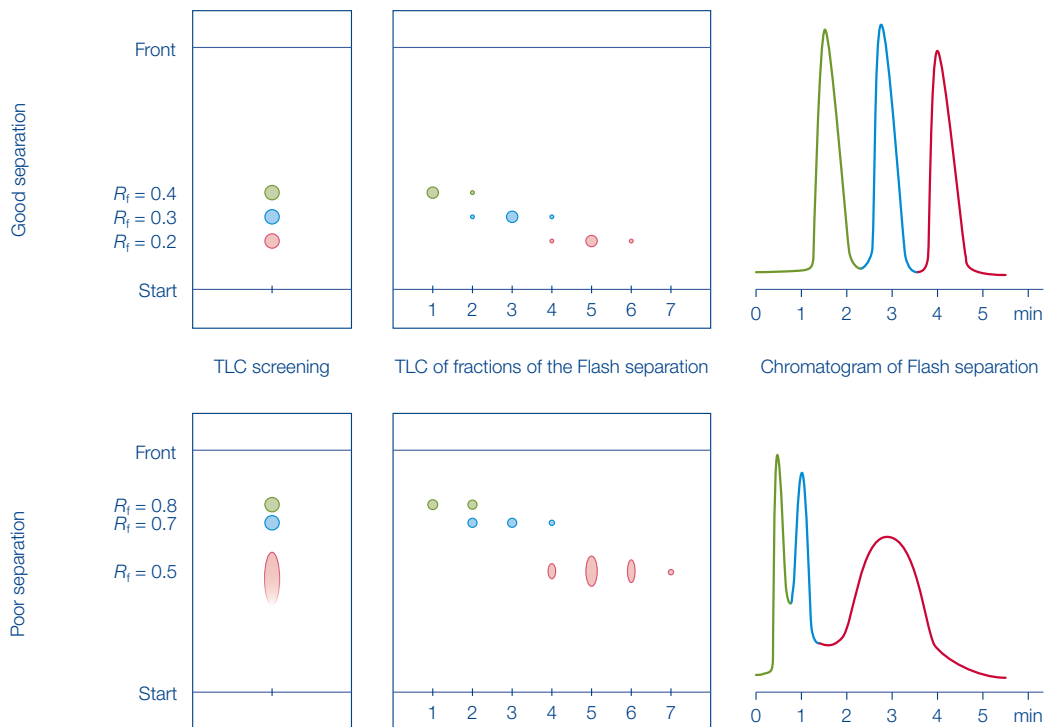 Good separation
Front
Rf = 0.4
Rf = 0.3
Rf = 0.2
Start
1 2 3 4 5 6 7
0 1 2 3 4 5 min
TLC screening
TLC of fractions of the Flash separation
Chromatogram of Flash separation
Poor separation
Front
Rf = 0.8
Rf = 0.7
Rf = 0.5
Start
1 2 3 4 5 6 7
0 1 2 3 4 5 min